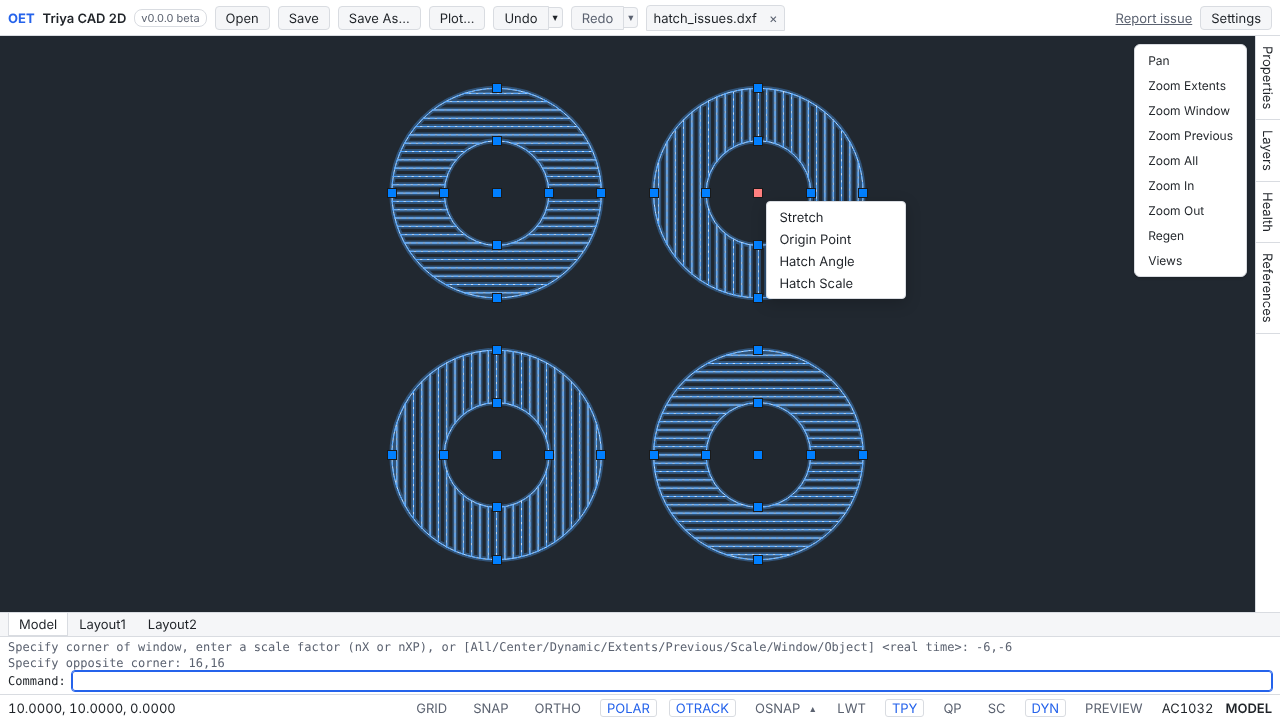 OET Triya CAD 2D v0.0.0 beta Open Save Save As... Plot... Undo ▾ Redo ▾ hatch_issues.dxf × Report issue Settings
Pan
Zoom Extents
Zoom Window
Zoom Previous
Zoom All
Zoom In
Zoom Out
Regen
Views
Properties
Layers
Health
References
Stretch
Origin Point
Hatch Angle
Hatch Scale
Model Layout1 Layout2
Specify corner of window, enter a scale factor (nX or nXP), or [All/Center/Dynamic/Extents/Previous/Scale/Window/Object] <real time>: -6,-6
Specify opposite corner: 16,16
Command:
10.0000, 10.0000, 0.0000 GRID SNAP ORTHO POLAR OTRACK OSNAP ▴ LWT TPY QP SC DYN PREVIEW AC1032 MODEL